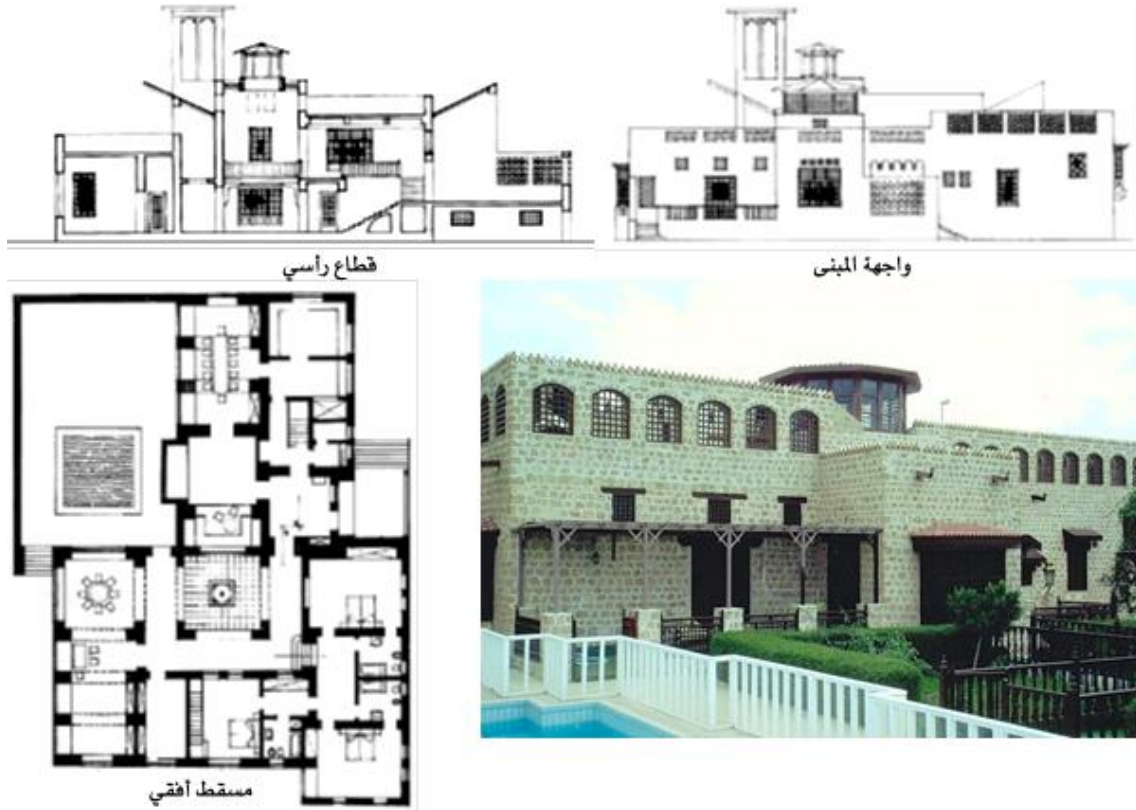 قطاع رأسي
واجهة المبنى
مسقط أفقي